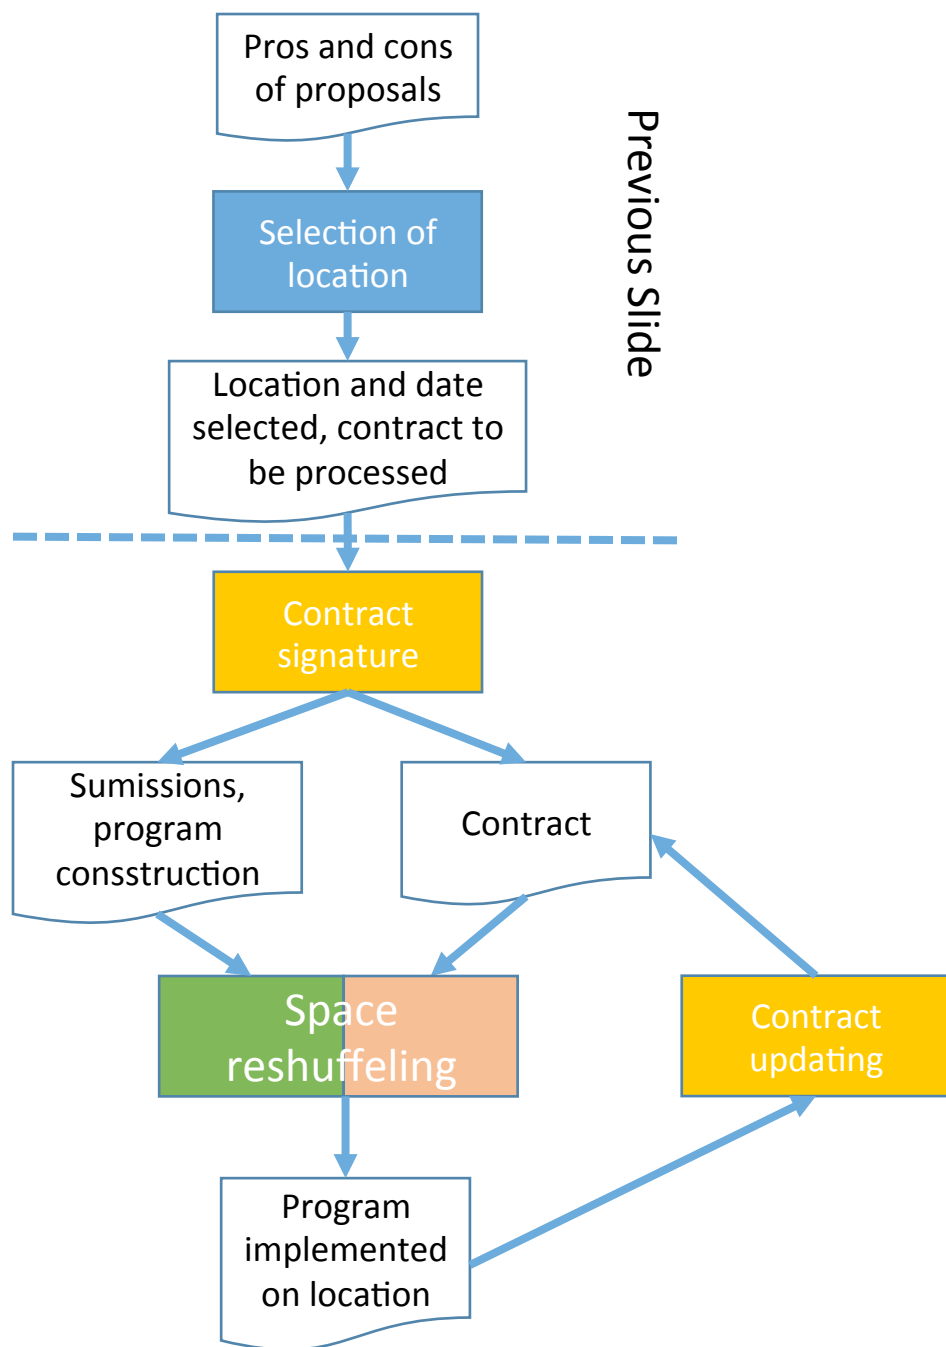 Pros and cons
of proposals
Previous Slide
Selection of
location
Location and date
selected, contract to
be processed
Contract
signature
Sumissions,
program
consstruction
Contract
Space
reshuffeling
Contract
updating
Program
implemented
on location